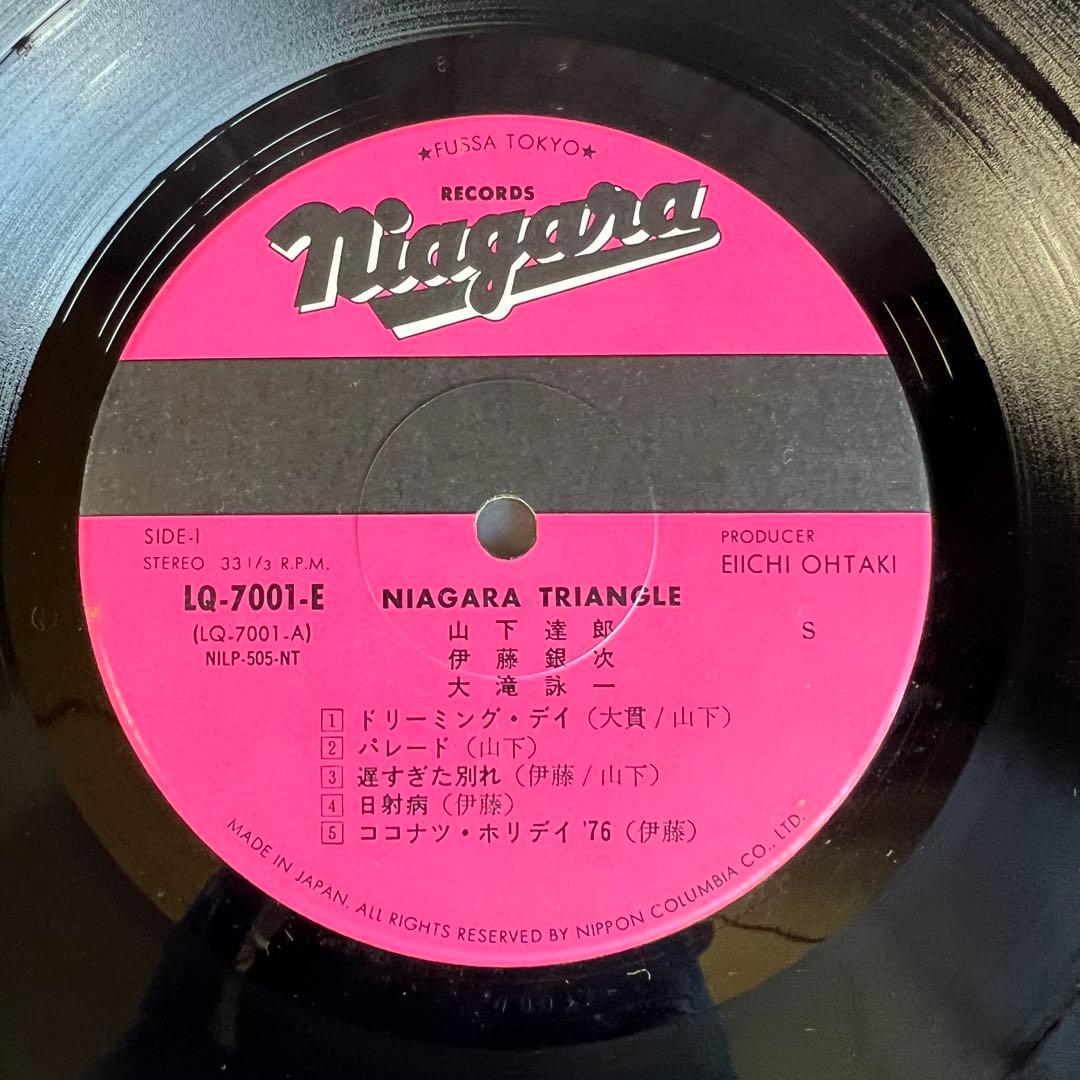 ★FUSSA TOKYO★
RECORDS
Niagara
SIDE-1
STEREO 33 1/3 R.P.M.
LQ-7001-E
(LQ-7001-A)
NILP-505-NT
PRODUCER
EIICHI OHTAKI
NIAGARA TRIANGLE
山下達郎
伊藤銀次
大滝詠一
S
1 ドリーミング・デイ（大貫/山下）
2 パレード（山下）
3 遅すぎた別れ（伊藤/山下）
4 日射病（伊藤）
5 ココナツ・ホリデイ '76（伊藤）
MADE IN JAPAN. ALL RIGHTS RESERVED BY NIPPON COLUMBIA CO., LTD.